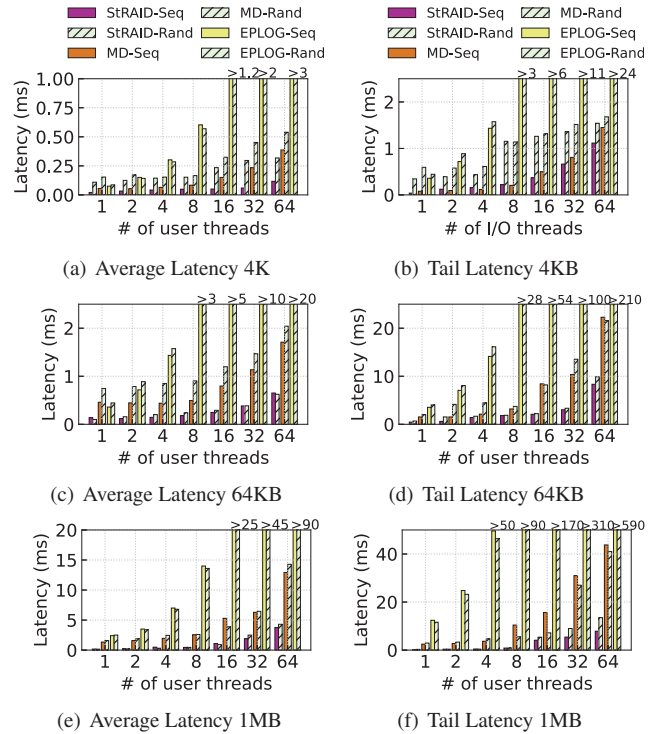 StRAID-Seq MD-Rand
StRAID-Rand EPLOG-Seq
MD-Seq EPLOG-Rand
StRAID-Seq MD-Rand
StRAID-Rand EPLOG-Seq
MD-Seq EPLOG-Rand
>1.2 >2 >3
1.00
0.75
0.50
0.25
0.00
Latency (ms)
1 2 4 8 16 32 64
# of user threads
(a) Average Latency 4K
>3 >6 >11 >24
2
1
0
Latency (ms)
1 2 4 8 16 32 64
# of I/O threads
(b) Tail Latency 4KB
>3 >5 >10 >20
2
1
0
Latency (ms)
1 2 4 8 16 32 64
# of user threads
(c) Average Latency 64KB
>28 >54 >100 >210
20
10
0
Latency (ms)
1 2 4 8 16 32 64
# of user threads
(d) Tail Latency 64KB
>25 >45 >90
20
15
10
5
0
Latency (ms)
1 2 4 8 16 32 64
# of user threads
(e) Average Latency 1MB
>50 >90 >170 >310 >590
40
20
0
Latency (ms)
1 2 4 8 16 32 64
# of user threads
(f) Tail Latency 1MB